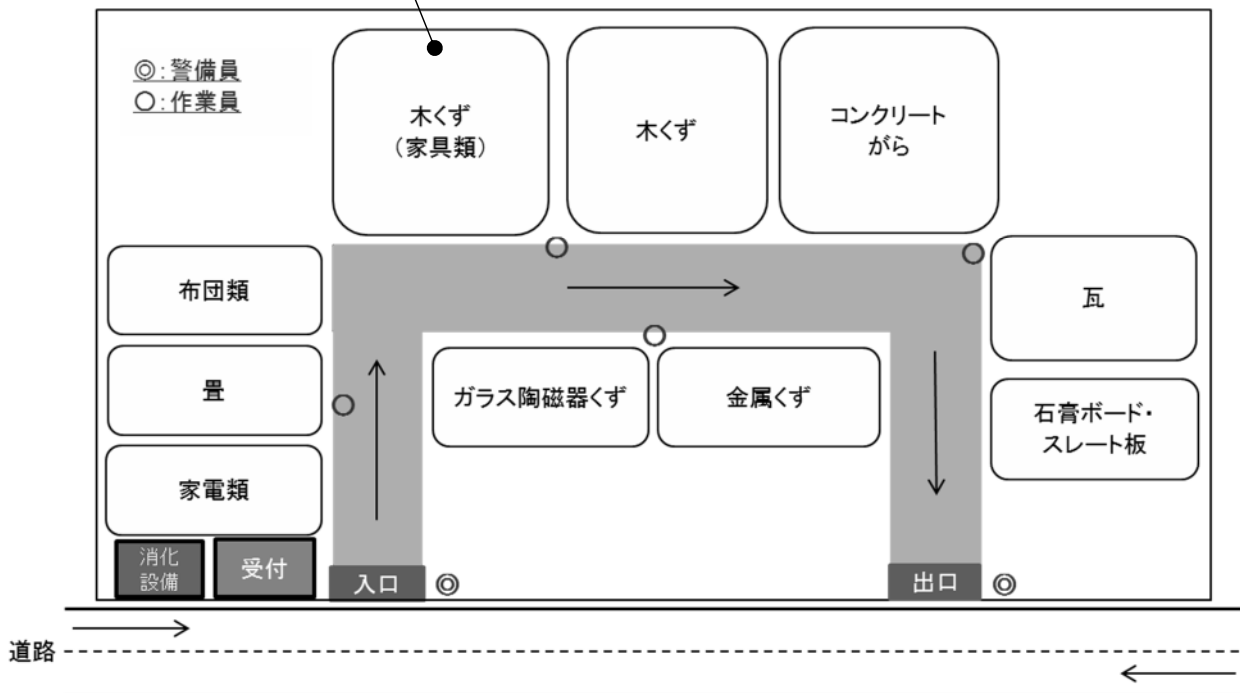 ◎:警備員
○:作業員
木くず
(家具類)
木くず
コンクリート
がら
布団類
瓦
畳
ガラス陶磁器くず
金属くず
石膏ボード・
スレート板
家電類
消化
設備
受付
入口
出口
道路